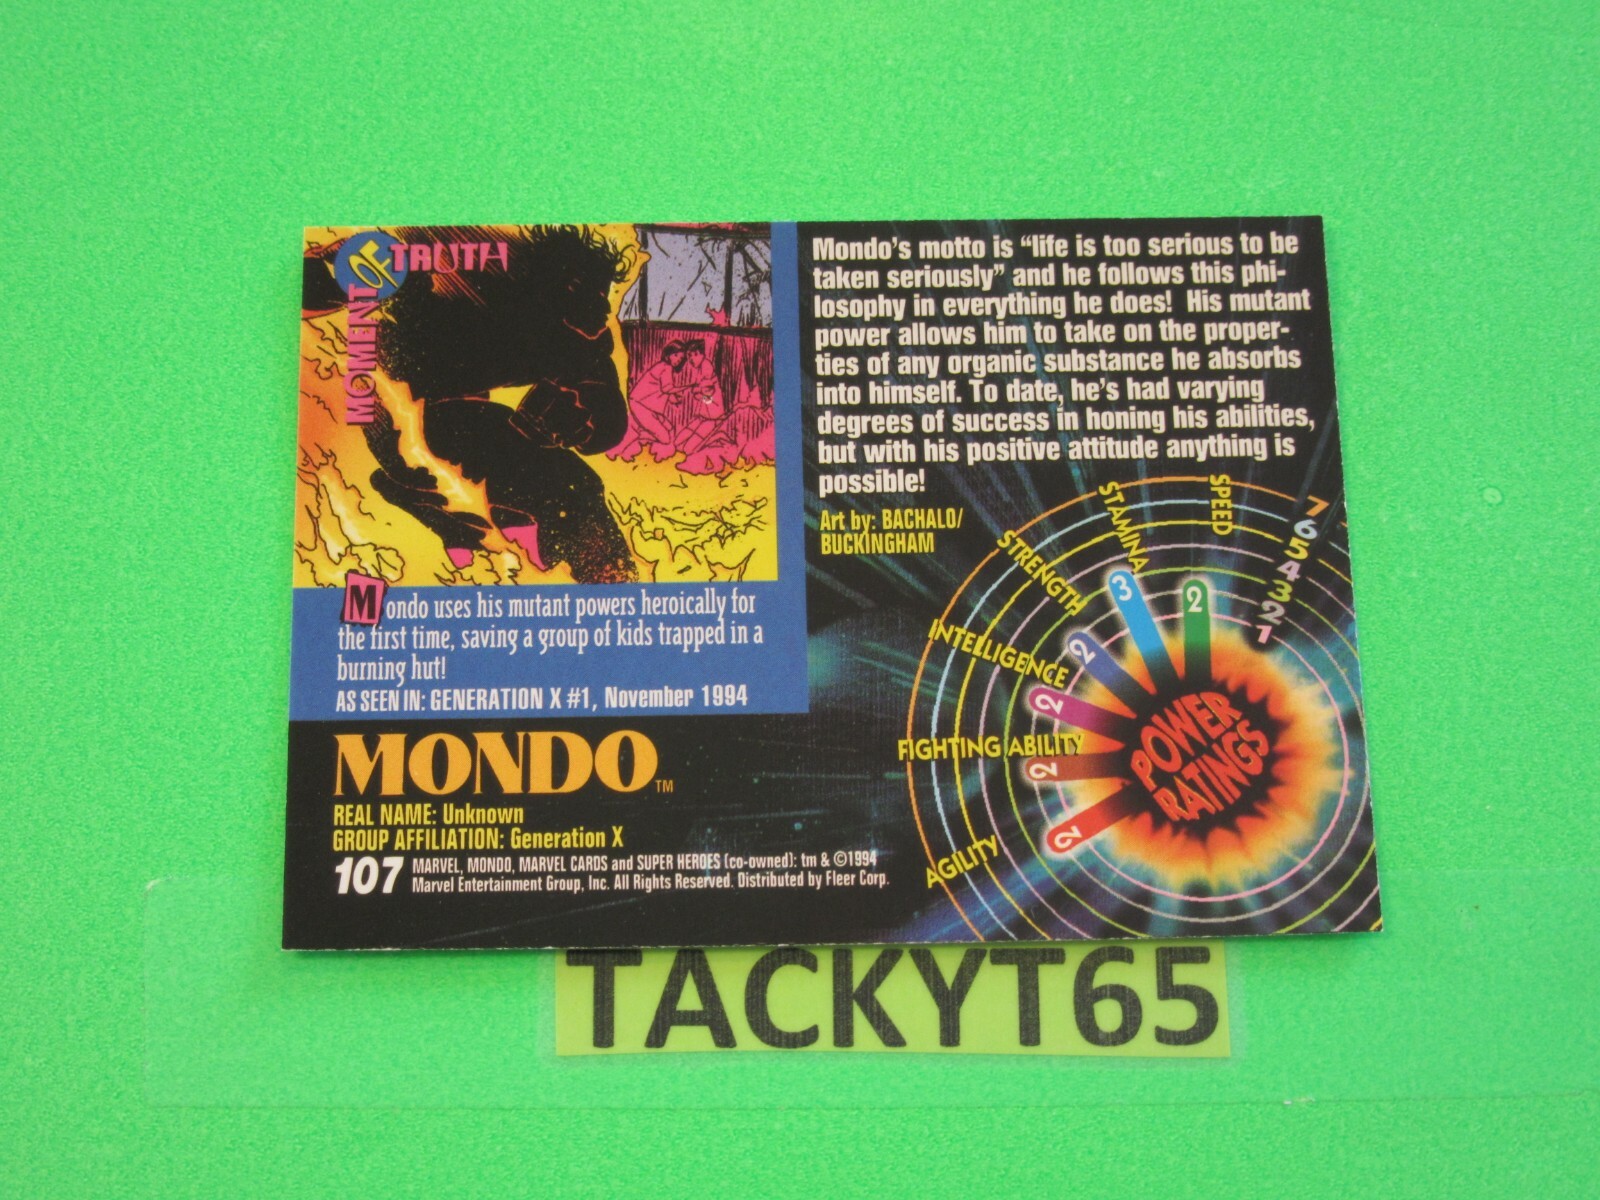 MOMENT OF TRUTH
Mondo uses his mutant powers heroically for
the first time, saving a group of kids trapped in a
burning hut!
AS SEEN IN: GENERATION X #1, November 1994
MONDO™
REAL NAME: Unknown
GROUP AFFILIATION: Generation X
107
MARVEL, MONDO, MARVEL CARDS and SUPER HEROES (co-owned): tm & ©1994
Marvel Entertainment Group, Inc. All Rights Reserved. Distributed by Fleer Corp.
Mondo's motto is "life is too serious to be
taken seriously" and he follows this phi-
losophy in everything he does! His mutant
power allows him to take on the proper-
ties of any organic substance he absorbs
into himself. To date, he's had varying
degrees of success in honing his abilities,
but with his positive attitude anything is
possible!
Art by: BACHALO/
BUCKINGHAM
SPEED
STAMINA
STRENGTH
INTELLIGENCE
FIGHTING ABILITY
AGILITY
7
6
5
4
3
2
1
2
3
2
2
2
2
POWER
RATINGS
TACKYT65